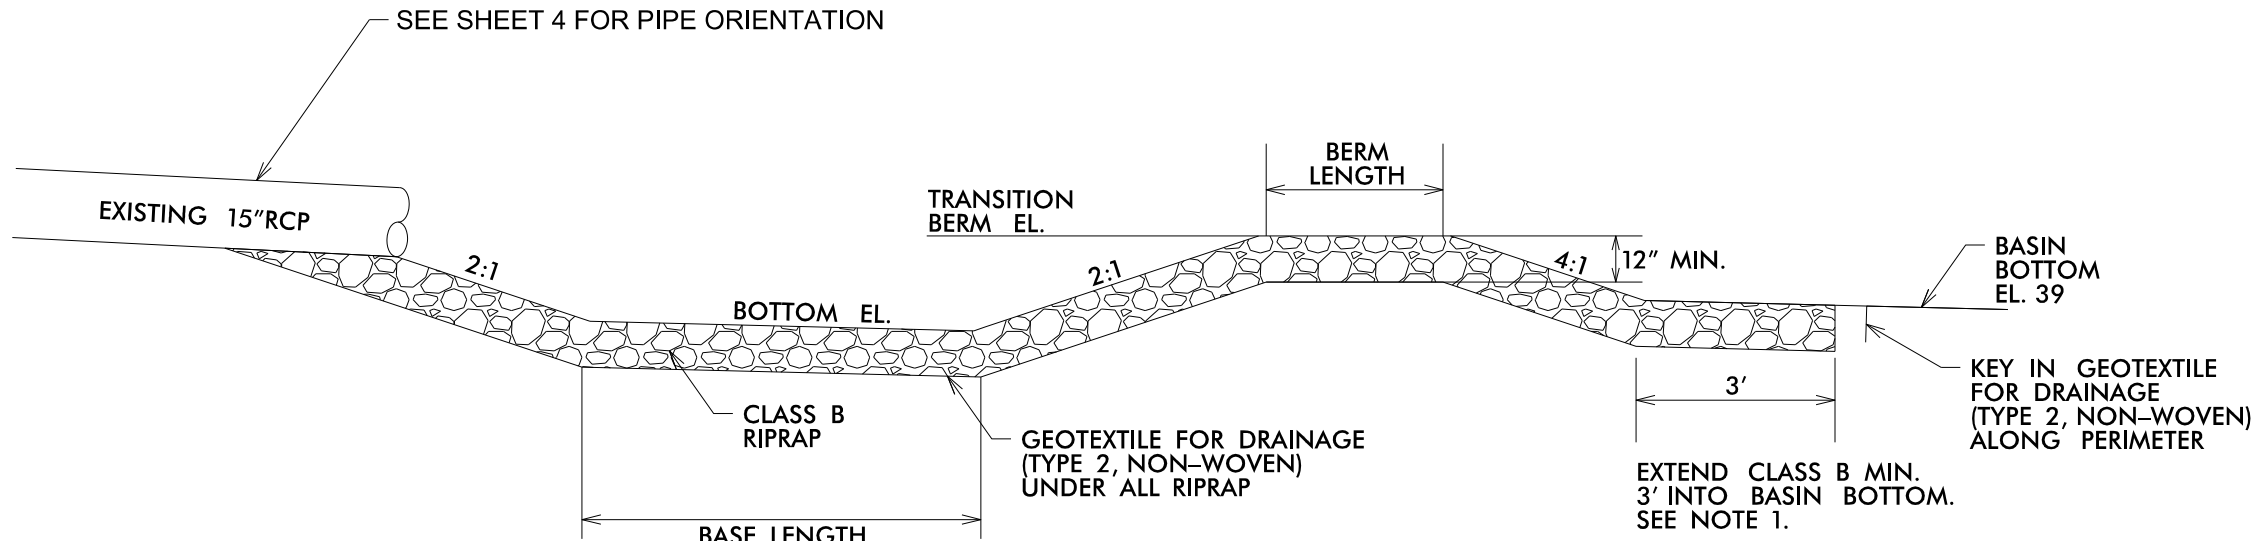 SEE SHEET 4 FOR PIPE ORIENTATION
EXISTING 15"RCP
2:1
BOTTOM EL.
CLASS B
RIPRAP
GEOTEXTILE FOR DRAINAGE
(TYPE 2, NON-WOVEN)
UNDER ALL RIPRAP
BASE LENGTH
TRANSITION
BERM EL.
2:1
BERM
LENGTH
4:1
12" MIN.
BASIN
BOTTOM
EL. 39
KEY IN GEOTEXTILE
FOR DRAINAGE
(TYPE 2, NON-WOVEN)
ALONG PERIMETER
3'
EXTEND CLASS B MIN.
3' INTO BASIN BOTTOM.
SEE NOTE 1.